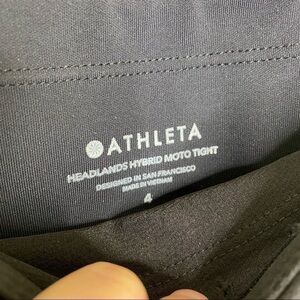 ATHLETA
HEADLANDS HYBRID MOTO TIGHT
DESIGNED IN SAN FRANCISCO
MADE IN VIETNAM
4